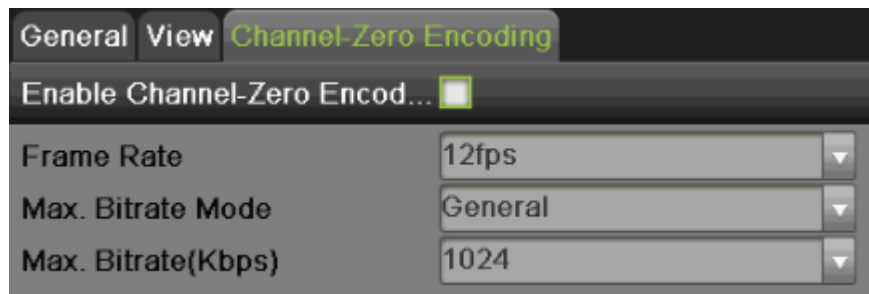 General View Channel-Zero Encoding
Enable Channel-Zero Encod...
Frame Rate 12fps
Max. Bitrate Mode General
Max. Bitrate(Kbps) 1024